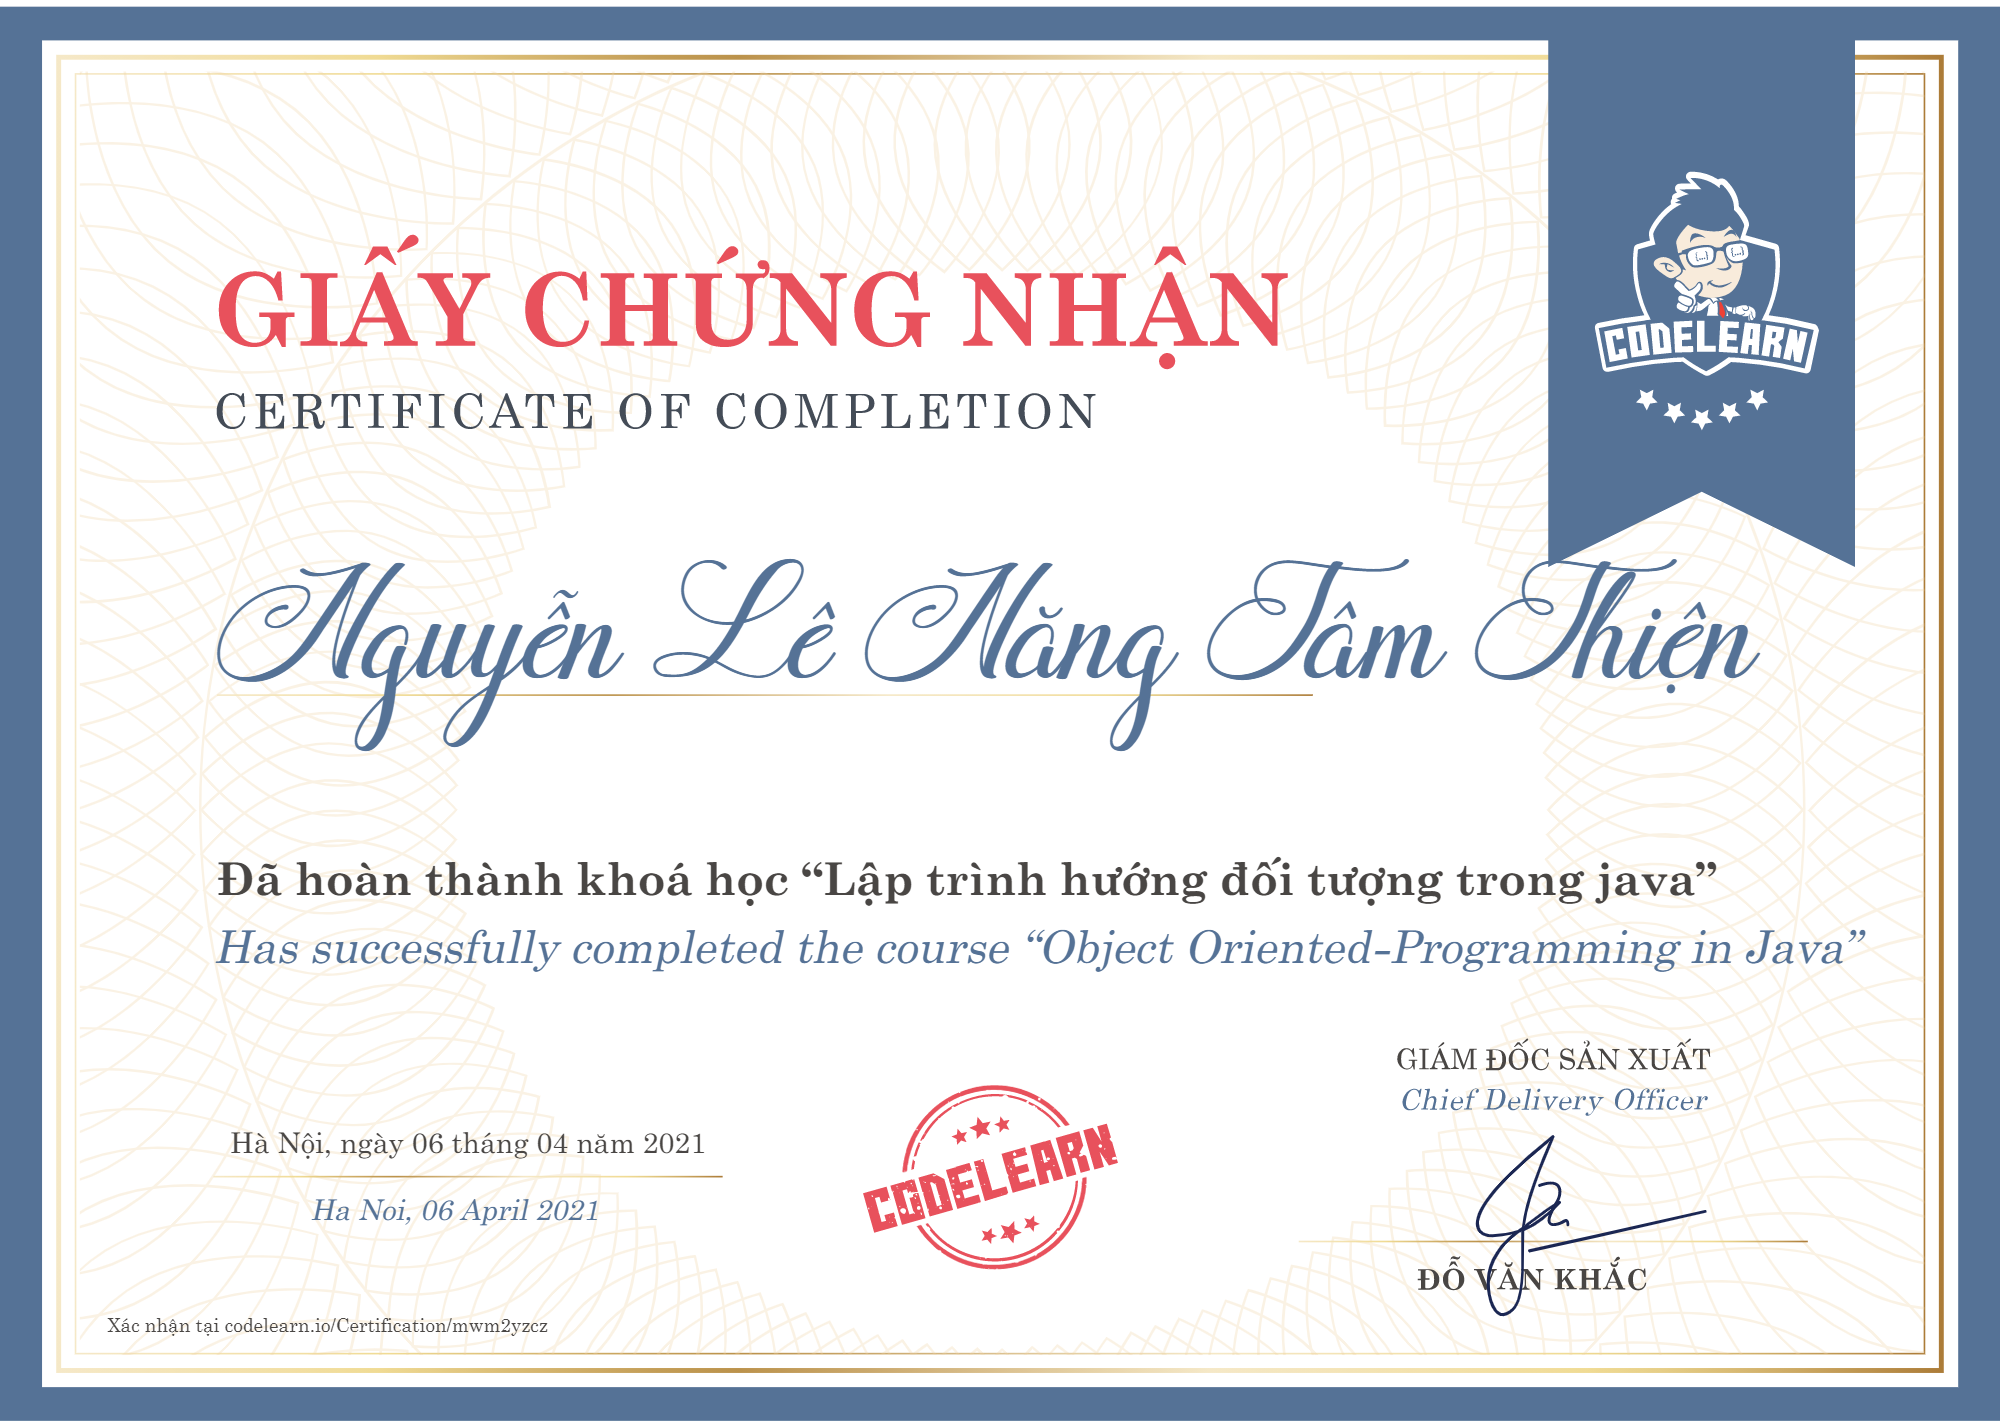 CODELEARN
GIẤY CHỨNG NHẬN
CERTIFICATE OF COMPLETION
Nguyễn Lê Năng Tâm Thiện
Đã hoàn thành khoá học “Lập trình hướng đối tượng trong java”
Has successfully completed the course “Object Oriented-Programming in Java”
GIÁM ĐỐC SẢN XUẤT
Chief Delivery Officer
Hà Nội, ngày 06 tháng 04 năm 2021
Ha Noi, 06 April 2021
CODELEARN
ĐỖ VĂN KHẮC
Xác nhận tại codelearn.io/Certification/mwm2yzcz